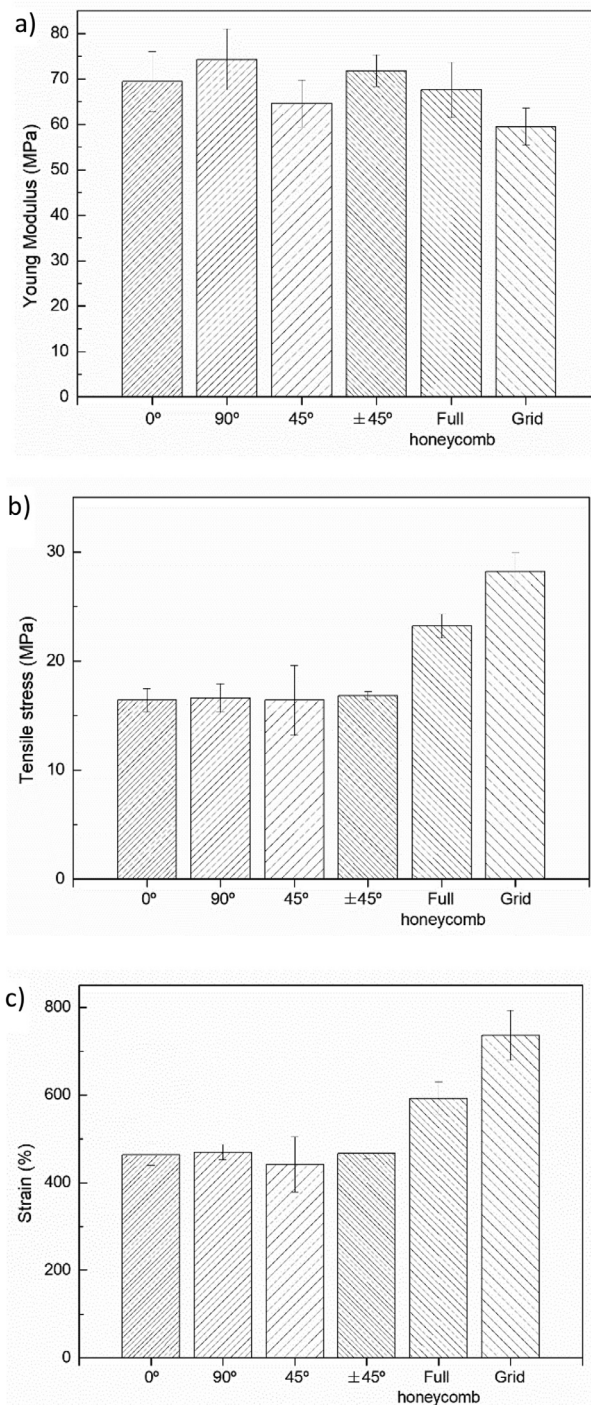 a)
80
70
60
50
40
30
20
10
0
Young Modulus (MPa)
0º 90º 45º ±45º Full honeycomb Grid
b)
30
20
10
0
Tensile stress (MPa)
0º 90º 45º ±45º Full honeycomb Grid
c)
800
600
400
200
0
Strain (%)
0º 90º 45º ±45º Full honeycomb Grid